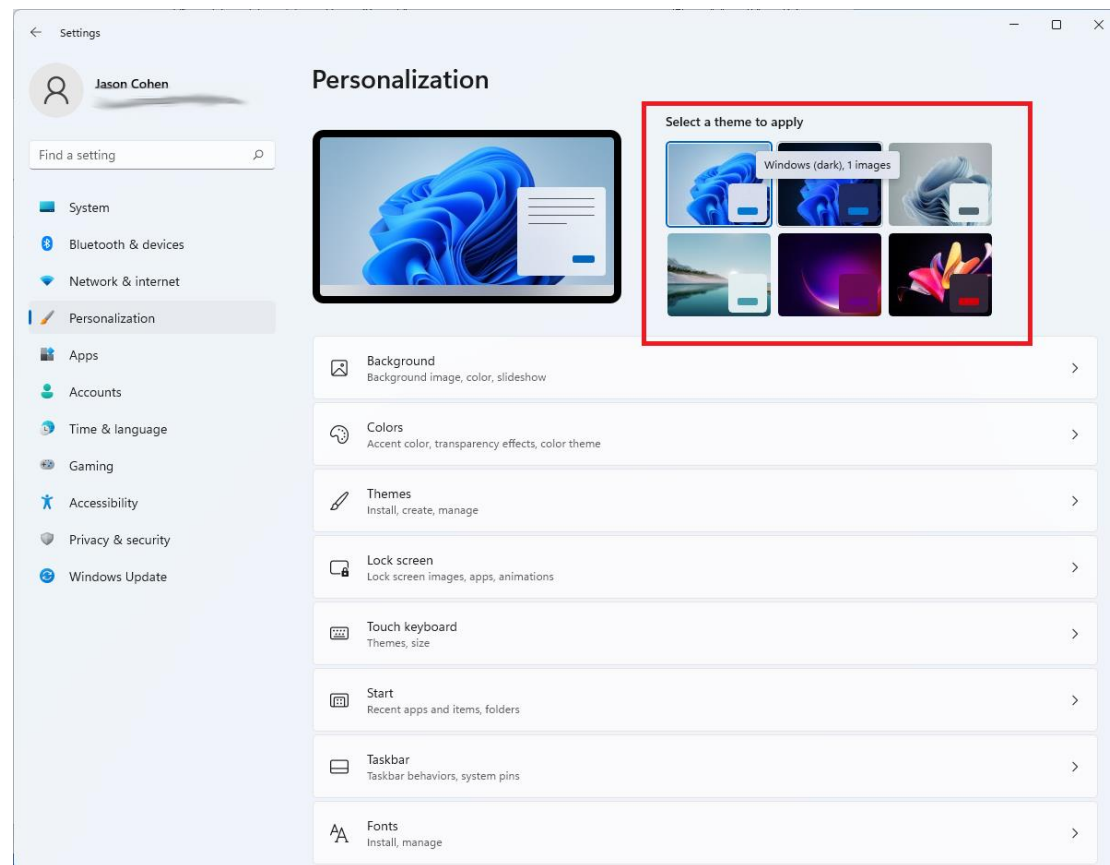 Settings
Jason Cohen
Find a setting
System
Bluetooth & devices
Network & internet
Personalization
Apps
Accounts
Time & language
Gaming
Accessibility
Privacy & security
Windows Update
Personalization
Select a theme to apply
Windows (dark), 1 images
Background
Background image, color, slideshow
Colors
Accent color, transparency effects, color theme
Themes
Install, create, manage
Lock screen
Lock screen images, apps, animations
Touch keyboard
Themes, size
Start
Recent apps and items, folders
Taskbar
Taskbar behaviors, system pins
Fonts
Install, manage